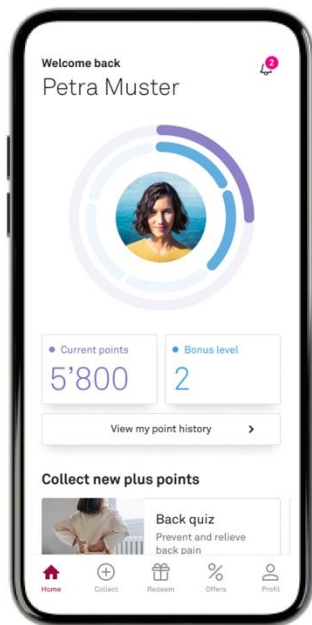 Welcome back
2
Petra Muster
Current points
5’800
Bonus level
2
View my point history
Collect new plus points
Back quiz
Prevent and relieve
back pain
Home
Collect
Redeem
Offers
Profil